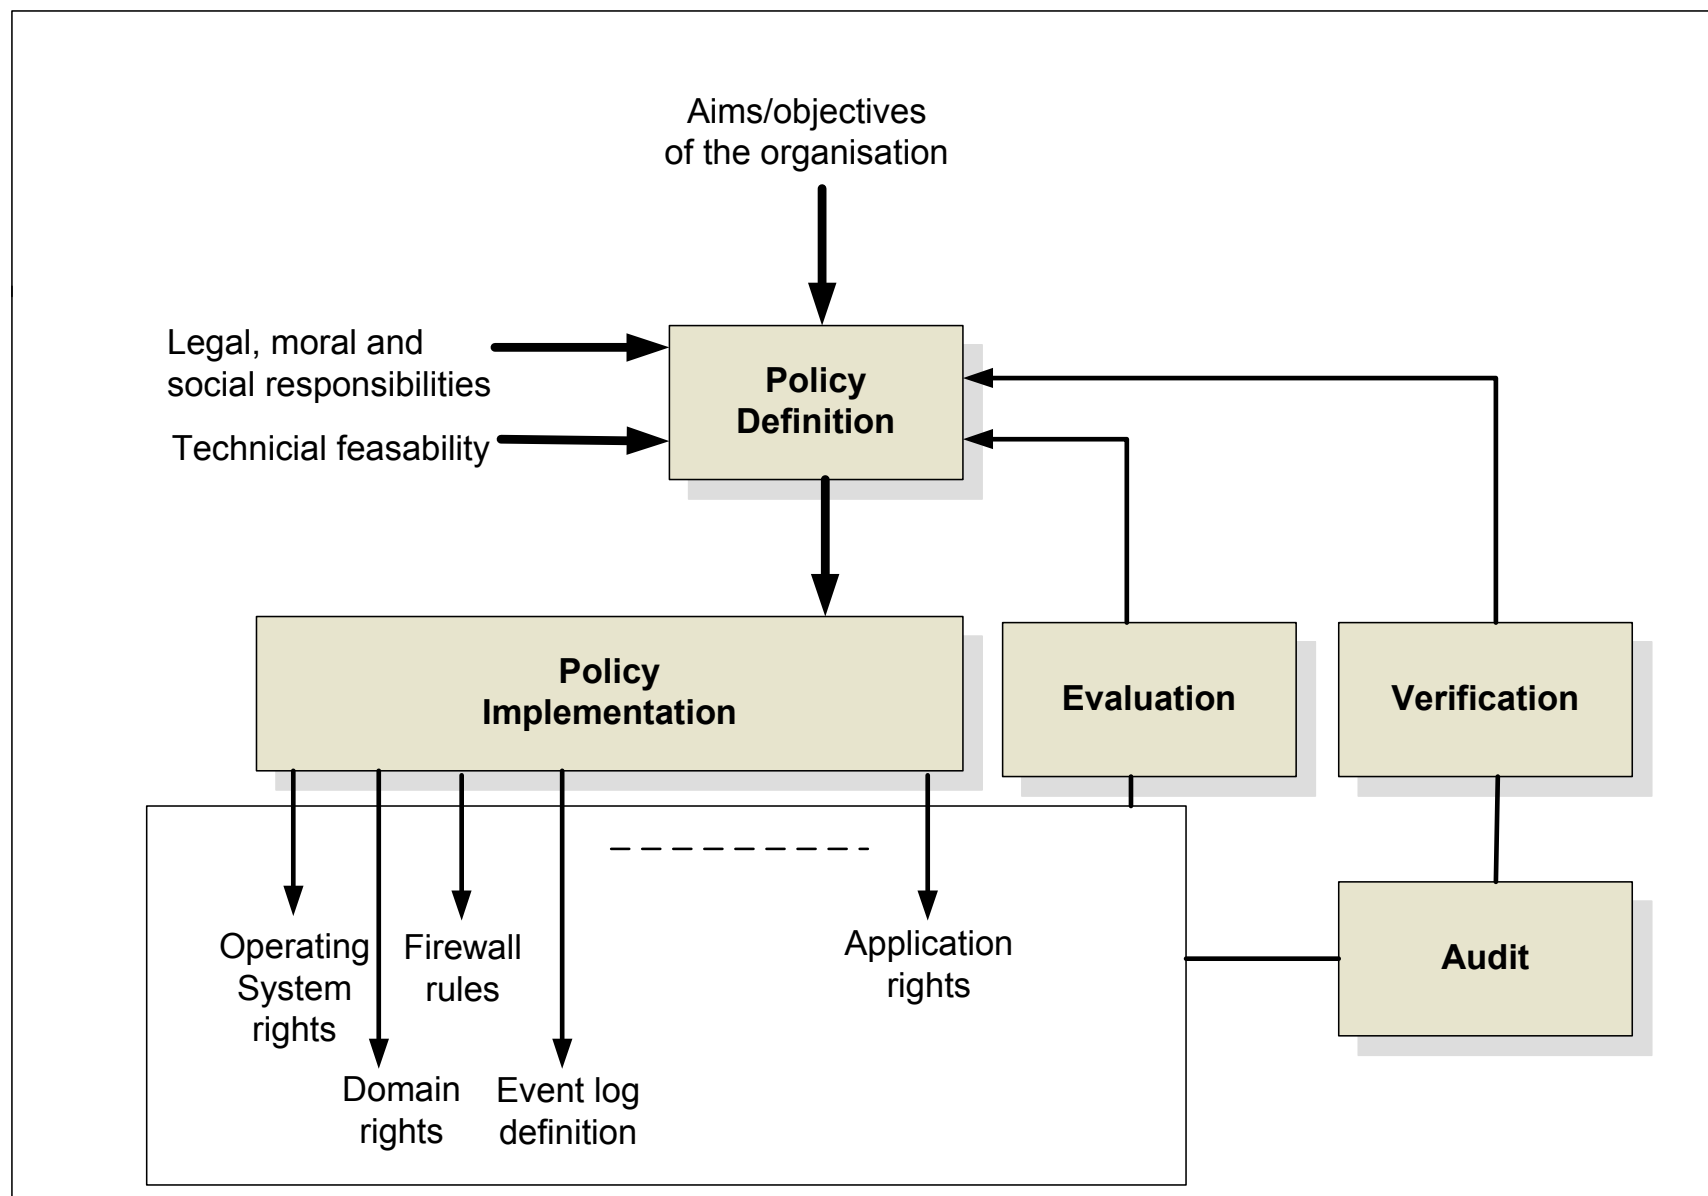 Aims/objectives
of the organisation
Legal, moral and
social responsibilities
Technicial feasability
Policy
Definition
Policy
Implementation
Evaluation
Verification
Operating
System
rights
Firewall
rules
Application
rights
Audit
Domain
rights
Event log
definition